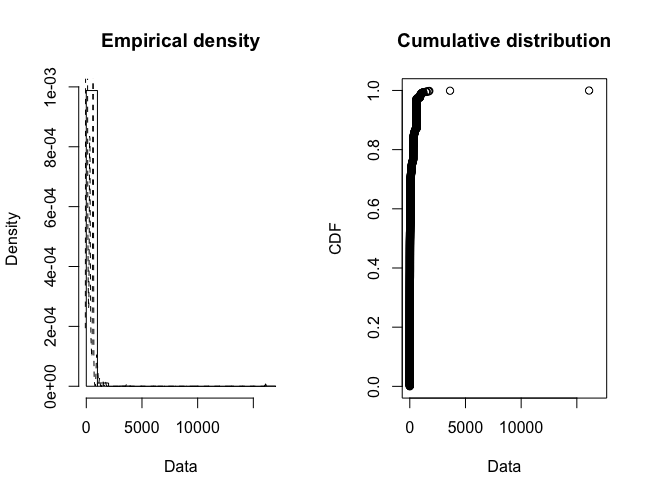 Empirical density
Density
0e+00
2e-04
4e-04
6e-04
8e-04
1e-03
0
5000
10000
Data
Cumulative distribution
CDF
0.0
0.2
0.4
0.6
0.8
1.0
0
5000
10000
Data